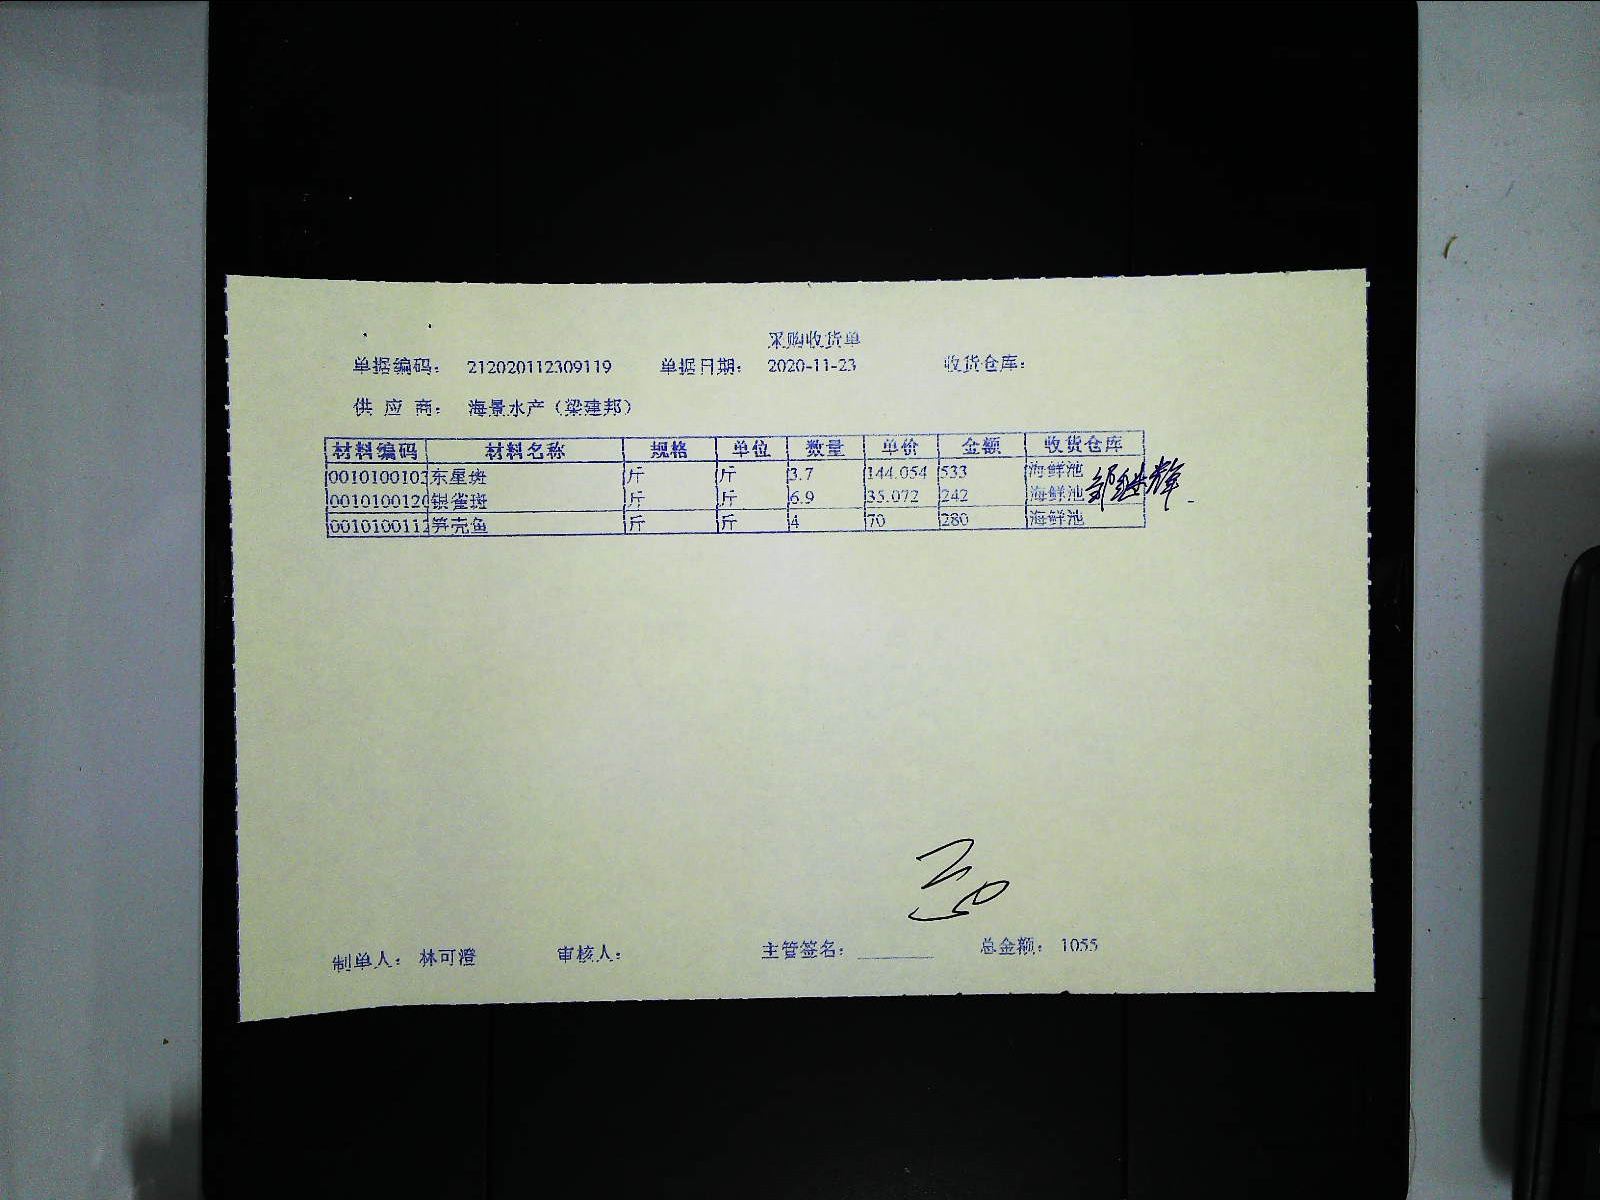 采购收货单
单据编码： 212020112309119 单据日期： 2020-11-23 收货仓库：
供 应 商： 海景水产（梁建邦）
材料编码 材料名称 规格 单位 数量 单价 金额 收货仓库
0010100103 东星斑 斤 斤 3.7 144.054 533 海鲜池
0010100120 银雀斑 斤 斤 6.9 35.072 242 海鲜池
0010100112 笋壳鱼 斤 斤 4 70 280 海鲜池
制单人： 林可澄 审核人： 主管签名： 总金额： 1055